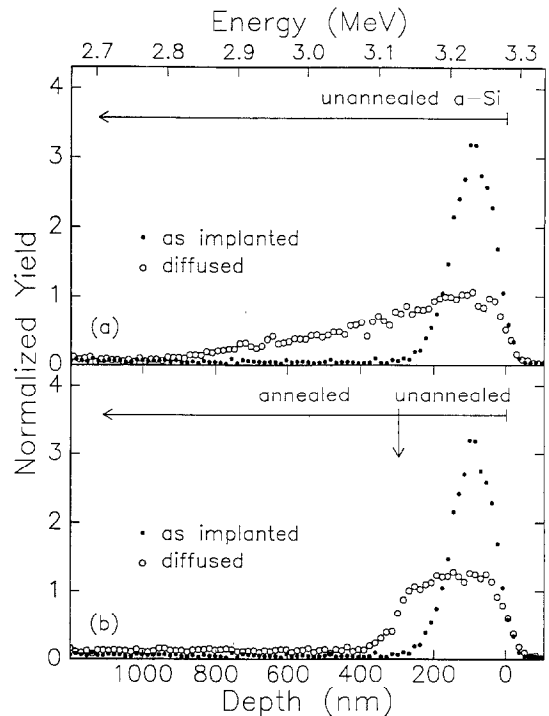 Energy (MeV)
2.7 2.8 2.9 3.0 3.1 3.2 3.3
4
unannealed a-Si
3
as implanted
2
diffused
1
(a)
0
Normalized Yield
4
annealed unannealed
3
as implanted
2
diffused
1
(b)
0
1000 800 600 400 200 0
Depth (nm)